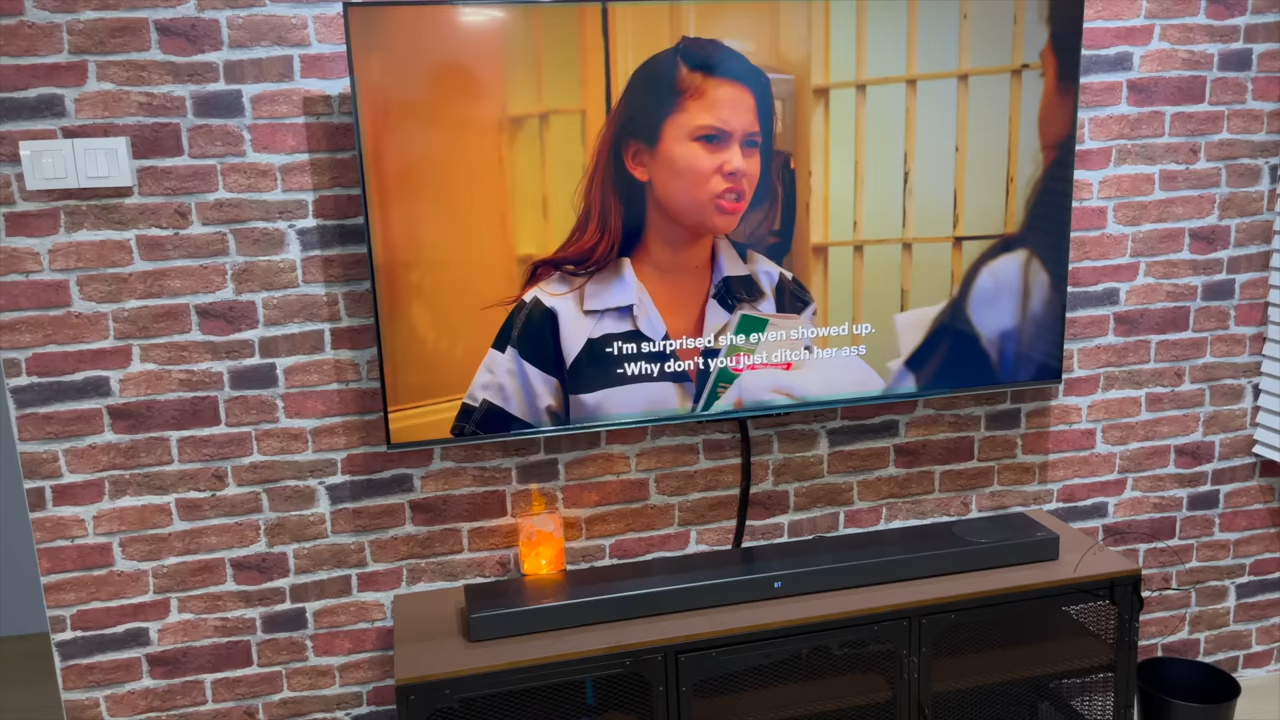 -I'm surprised she even showed up.
-Why don't you just ditch her ass
BT